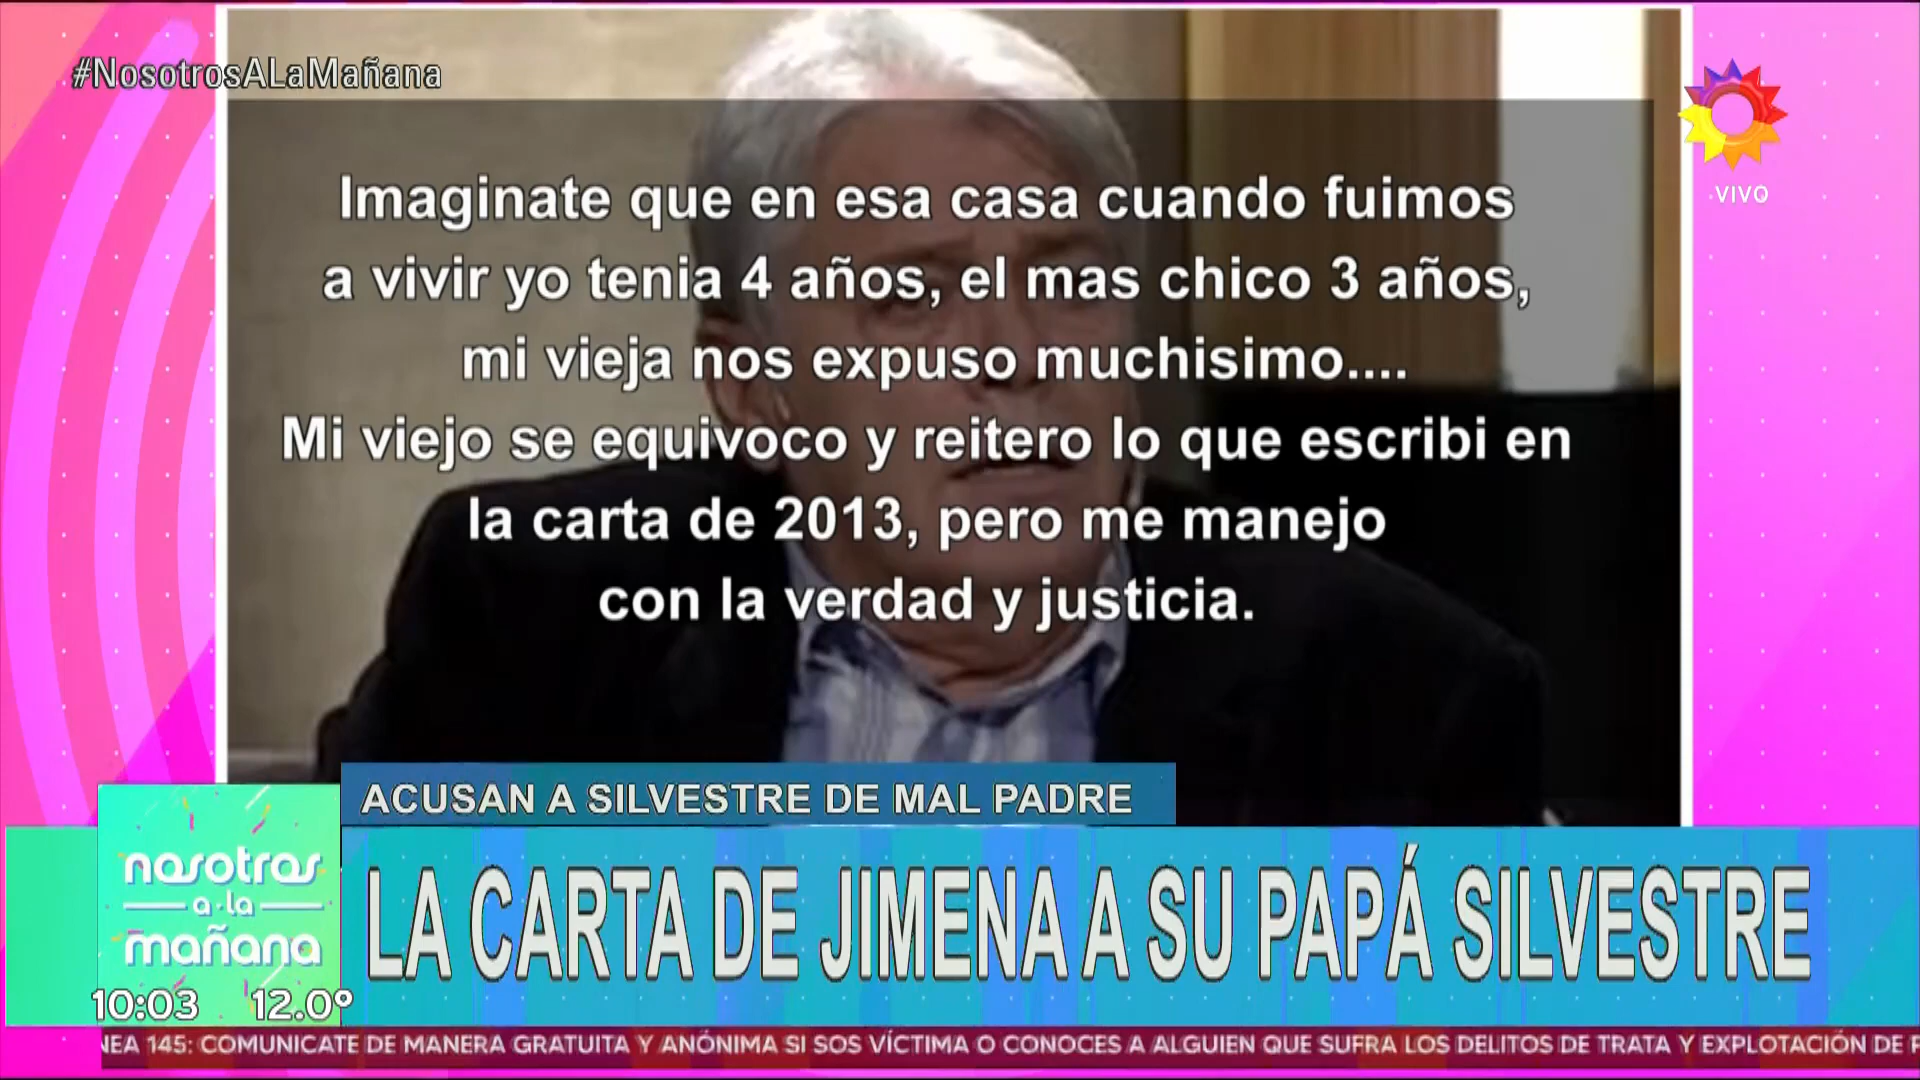 #NosotrosALaMañana
VIVO
Imaginate que en esa casa cuando fuimos
a vivir yo tenia 4 años, el mas chico 3 años,
mi vieja nos expuso muchisimo....
Mi viejo se equivoco y reitero lo que escribi en
la carta de 2013, pero me manejo
con la verdad y justicia.
ACUSAN A SILVESTRE DE MAL PADRE
LA CARTA DE JIMENA A SU PAPÁ SILVESTRE
nosotros
a la
mañana
10:03 12.0°
NEA 145: COMUNICATE DE MANERA GRATUITA Y ANÓNIMA SI SOS VÍCTIMA O CONOCES A ALGUIEN QUE SUFRA LOS DELITOS DE TRATA Y EXPLOTACIÓN DE